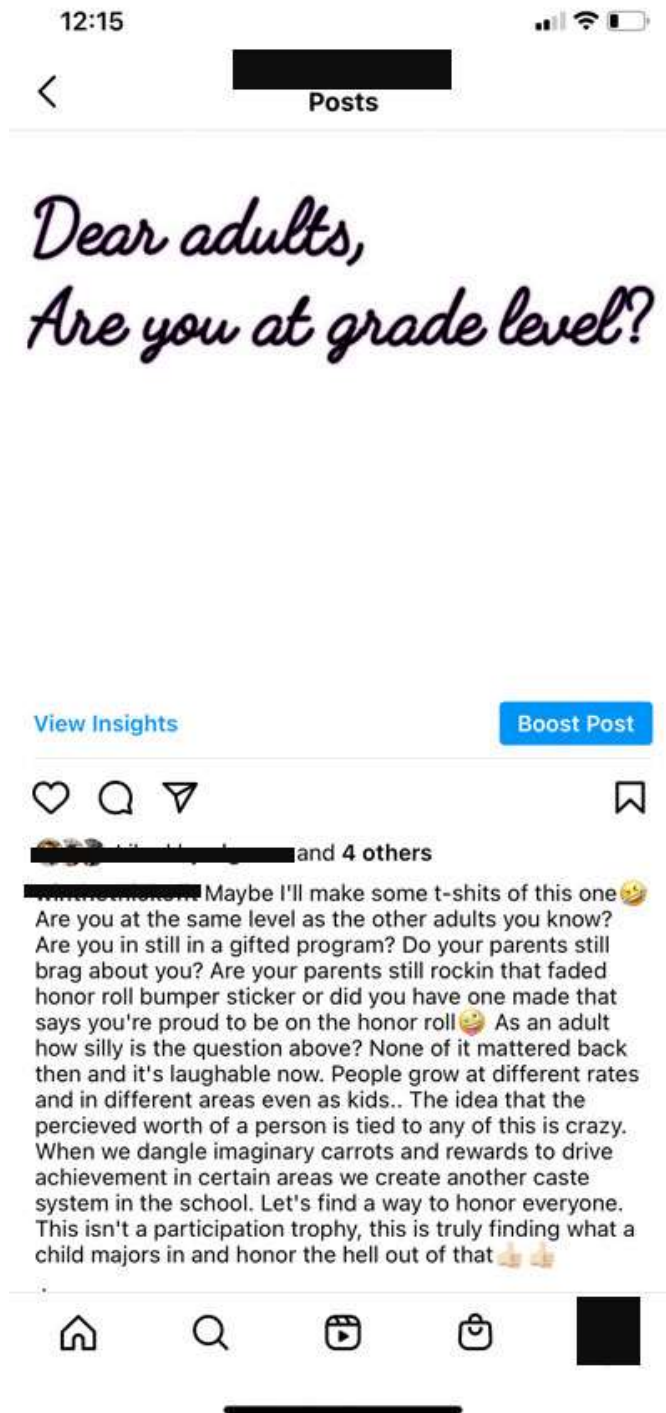 12:15
Posts
Dear adults,
Are you at grade level?
View Insights
Boost Post
and 4 others
Maybe I'll make some t-shits of this one🤣
Are you at the same level as the other adults you know?
Are you in still in a gifted program? Do your parents still
brag about you? Are your parents still rockin that faded
honor roll bumper sticker or did you have one made that
says you're proud to be on the honor roll🤪 As an adult
how silly is the question above? None of it mattered back
then and it's laughable now. People grow at different rates
and in different areas even as kids.. The idea that the
percieved worth of a person is tied to any of this is crazy.
When we dangle imaginary carrots and rewards to drive
achievement in certain areas we create another caste
system in the school. Let's find a way to honor everyone.
This isn't a participation trophy, this is truly finding what a
child majors in and honor the hell out of that👍🏻👍🏻
.